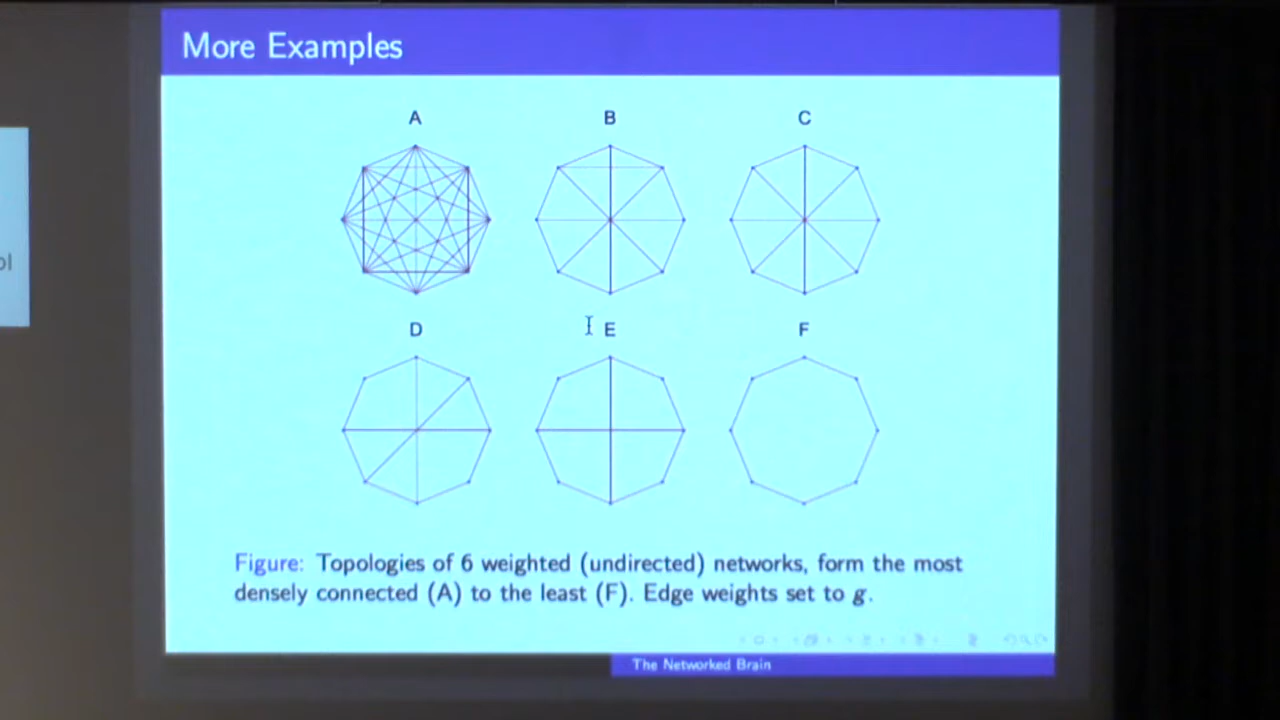 More Examples
A B C
D E F
Figure: Topologies of 6 weighted (undirected) networks, form the most
densely connected (A) to the least (F). Edge weights set to g.
The Networked Brain
ol